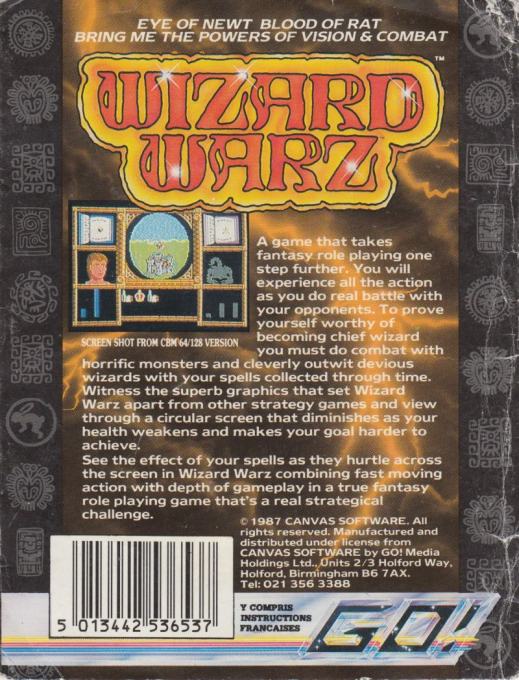 EYE OF NEWT BLOOD OF RAT
BRING ME THE POWERS OF VISION & COMBAT
WIZARD
WARZ
™
SCREEN SHOT FROM CBM 64/128 VERSION
A game that takes
fantasy role playing one
step further. You will
experience all the action
as you do real battle with
your opponents. To prove
yourself worthy of
becoming chief wizard
you must do combat with
horrific monsters and cleverly outwit devious
wizards with your spells collected through time.
Witness the superb graphics that set Wizard
Warz apart from other strategy games and view
through a circular screen that diminishes as your
health weakens and makes your goal harder to
achieve.
See the effect of your spells as they hurtle across
the screen in Wizard Warz combining fast moving
action with depth of gameplay in a true fantasy
role playing game that's a real strategical
challenge.
© 1987 CANVAS SOFTWARE. All
rights reserved. Manufactured and
distributed under license from
CANVAS SOFTWARE by GO! Media
Holdings Ltd., Units 2/3 Holford Way,
Holford, Birmingham B6 7AX.
Tel: 021 356 3388
5 013442 536537
Y COMPRIS
INSTRUCTIONS
FRANCAISES
GO!